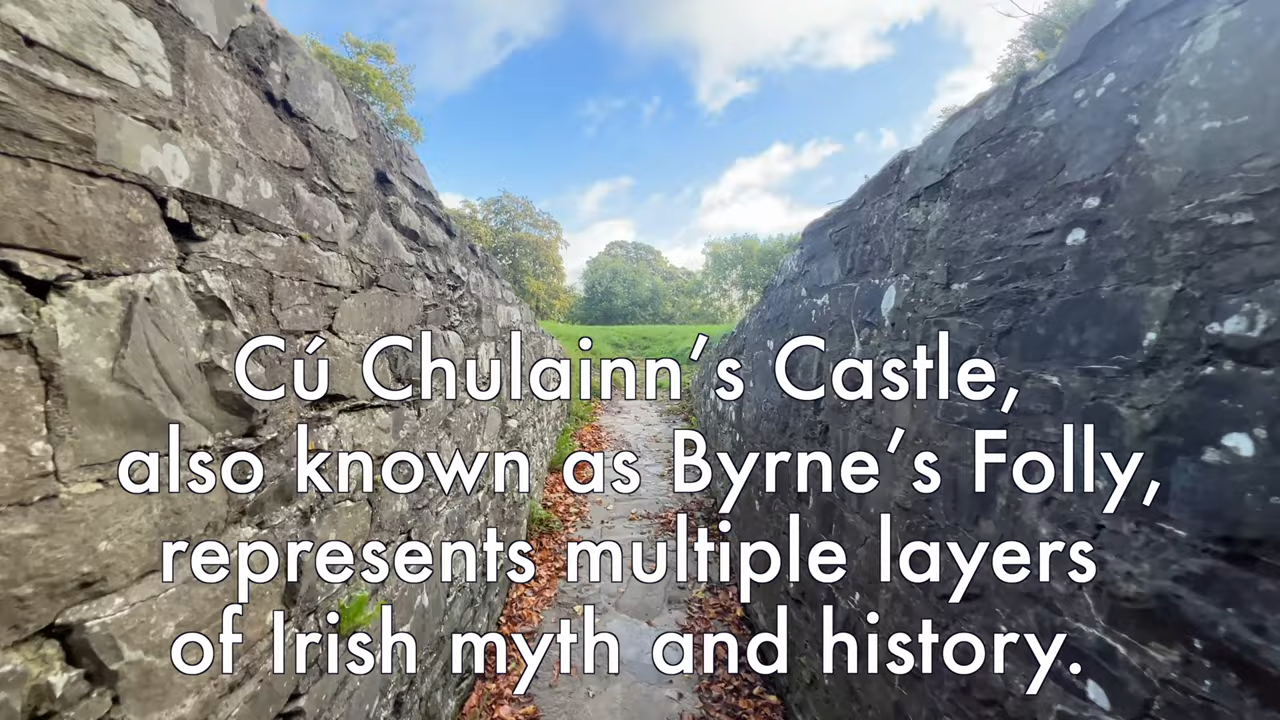 Cú Chulainn’s Castle,
also known as Byrne’s Folly,
represents multiple layers
of Irish myth and history.